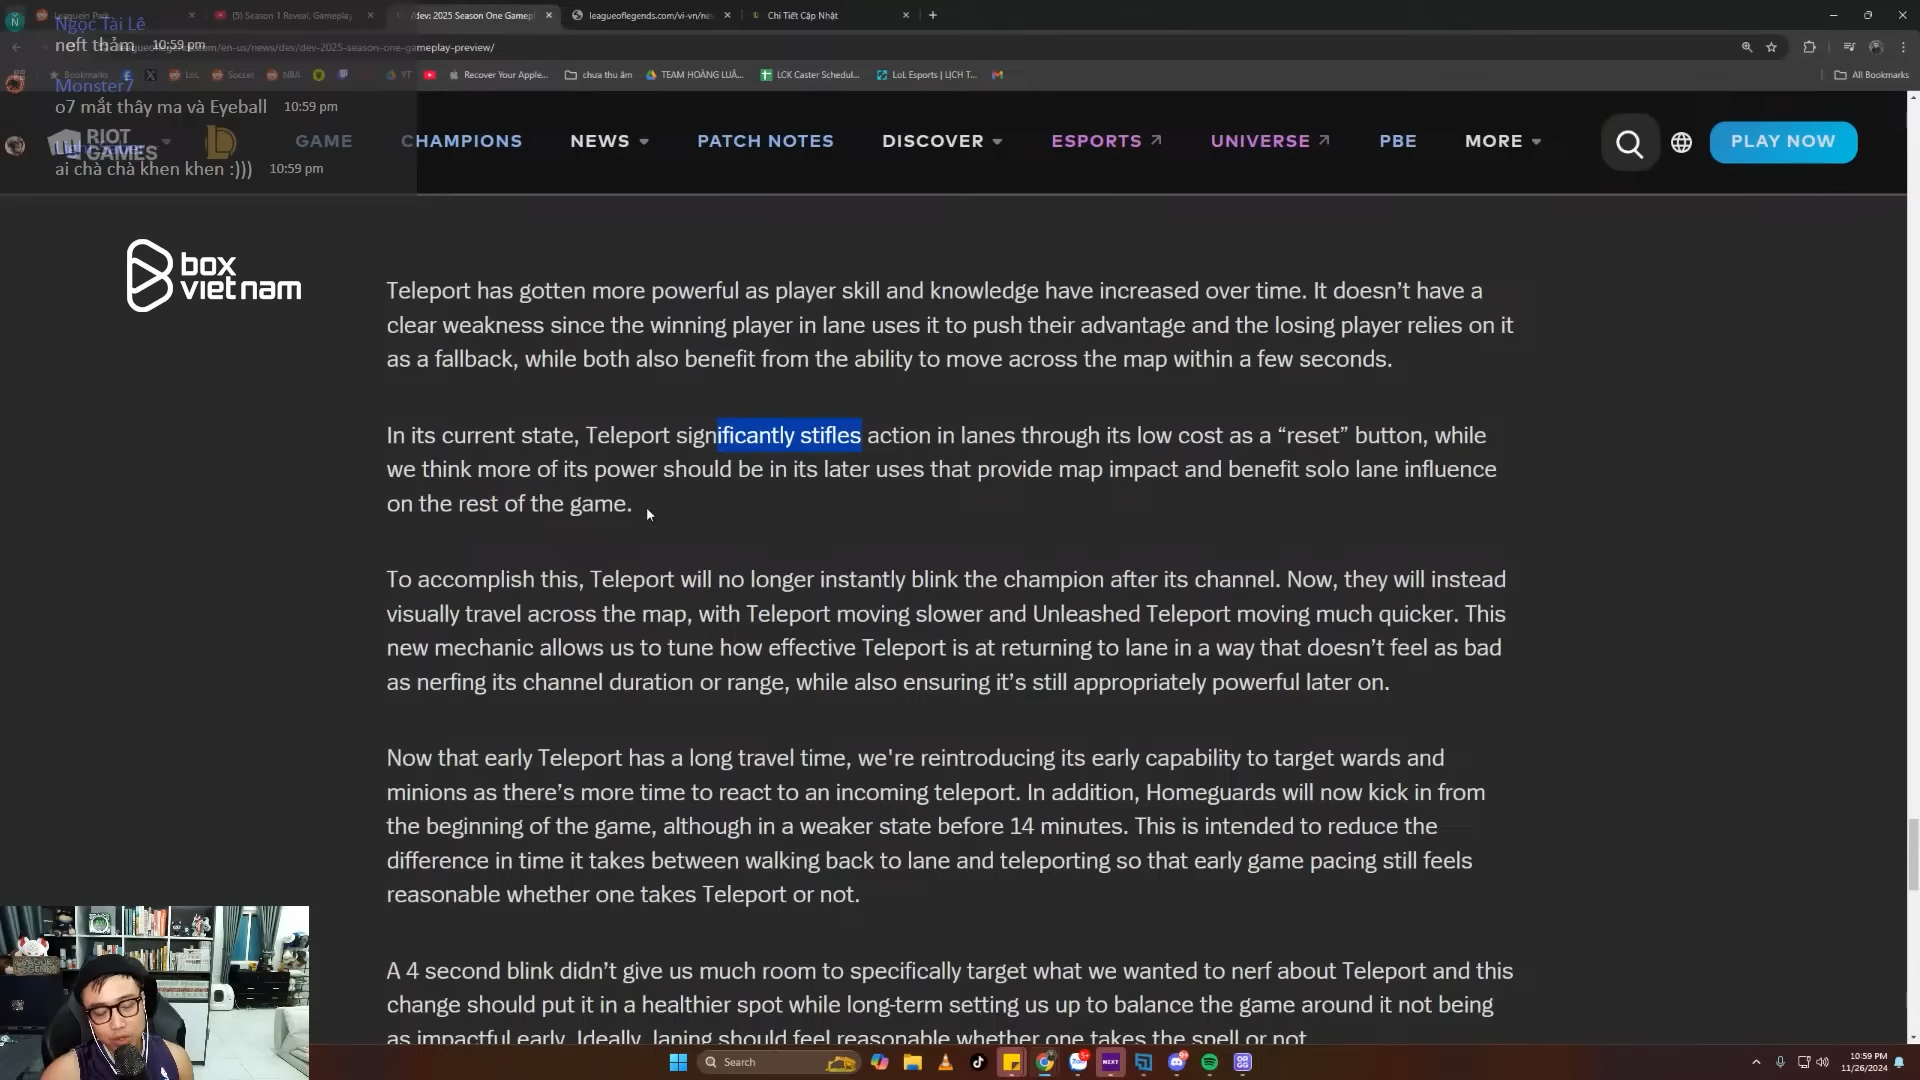 Leaguein Park
(5) Season 1 Reveal, Gameplay
/dev: 2025 Season One Gamepl
leagueoflegends.com/vi-vn/ne
Chi Tiết Cập Nhật
Ngọc Tài Lê
neft thảm 10:59 pm
leagueoflegends.com/en-us/news/dev/dev-2025-season-one-gameplay-preview/
Bookmarks
LoL
Soccer
NBA
YT
Recover Your Apple...
chưa thu âm
TEAM HOÀNG LUÂ...
LCK Caster Schedul...
LoL Esports | LỊCH T...
All Bookmarks
Monster7
o7 mắt thây ma và Eyeball 10:59 pm
RIOT GAMES
GAME
CHAMPIONS
NEWS
PATCH NOTES
DISCOVER
ESPORTS
UNIVERSE
PBE
MORE
PLAY NOW
ai chà chà khen khen :))) 10:59 pm
box
vietnam
Teleport has gotten more powerful as player skill and knowledge have increased over time. It doesn’t have a
clear weakness since the winning player in lane uses it to push their advantage and the losing player relies on it
as a fallback, while both also benefit from the ability to move across the map within a few seconds.
In its current state, Teleport significantly stifles action in lanes through its low cost as a “reset” button, while
we think more of its power should be in its later uses that provide map impact and benefit solo lane influence
on the rest of the game.
To accomplish this, Teleport will no longer instantly blink the champion after its channel. Now, they will instead
visually travel across the map, with Teleport moving slower and Unleashed Teleport moving much quicker. This
new mechanic allows us to tune how effective Teleport is at returning to lane in a way that doesn’t feel as bad
as nerfing its channel duration or range, while also ensuring it’s still appropriately powerful later on.
Now that early Teleport has a long travel time, we're reintroducing its early capability to target wards and
minions as there’s more time to react to an incoming teleport. In addition, Homeguards will now kick in from
the beginning of the game, although in a weaker state before 14 minutes. This is intended to reduce the
difference in time it takes between walking back to lane and teleporting so that early game pacing still feels
reasonable whether one takes Teleport or not.
A 4 second blink didn’t give us much room to specifically target what we wanted to nerf about Teleport and this
change should put it in a healthier spot while long-term setting us up to balance the game around it not being
as impactful early. Ideally, laning should feel reasonable whether one takes the spell or not.
Search
10:59 PM
11/26/2024